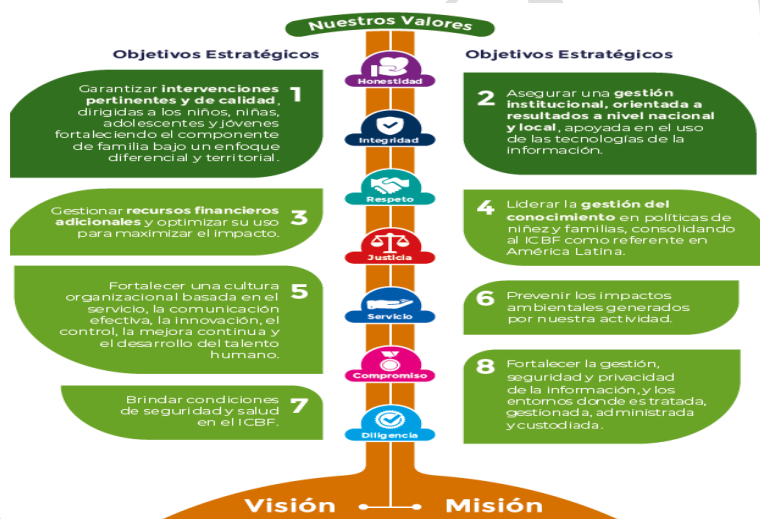 Nuestros Valores
Objetivos Estratégicos
Objetivos Estratégicos
Honestidad
Integridad
Respeto
Justicia
Servicio
Compromiso
Diligencia
1
Garantizar intervenciones
pertinentes y de calidad,
dirigidas a los niños, niñas,
adolescentes y jóvenes
fortaleciendo el componente
de familia bajo un enfoque
diferencial y territorial.
2
Asegurar una gestión
institucional, orientada a
resultados a nivel nacional
y local, apoyada en el uso
de las tecnologías de la
información.
3
Gestionar recursos financieros
adicionales y optimizar su uso
para maximizar el impacto.
4
Liderar la gestión del
conocimiento en políticas de
niñez y familias, consolidando
al ICBF como referente en
América Latina.
5
Fortalecer una cultura
organizacional basada en el
servicio, la comunicación
efectiva, la innovación, el
control, la mejora continua y
el desarrollo del talento
humano.
6
Prevenir los impactos
ambientales generados
por nuestra actividad.
7
Brindar condiciones
de seguridad y salud
en el ICBF.
8
Fortalecer la gestión,
seguridad y privacidad
de la información, y los
entornos donde es tratada,
gestionada, administrada
y custodiada.
Visión
Misión